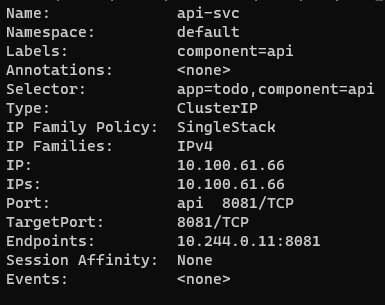 Name:              api-svc
Namespace:         default
Labels:            component=api
Annotations:       <none>
Selector:          app=todo,component=api
Type:              ClusterIP
IP Family Policy:  SingleStack
IP Families:       IPv4
IP:                10.100.61.66
IPs:               10.100.61.66
Port:              api  8081/TCP
TargetPort:        8081/TCP
Endpoints:         10.244.0.11:8081
Session Affinity:  None
Events:            <none>